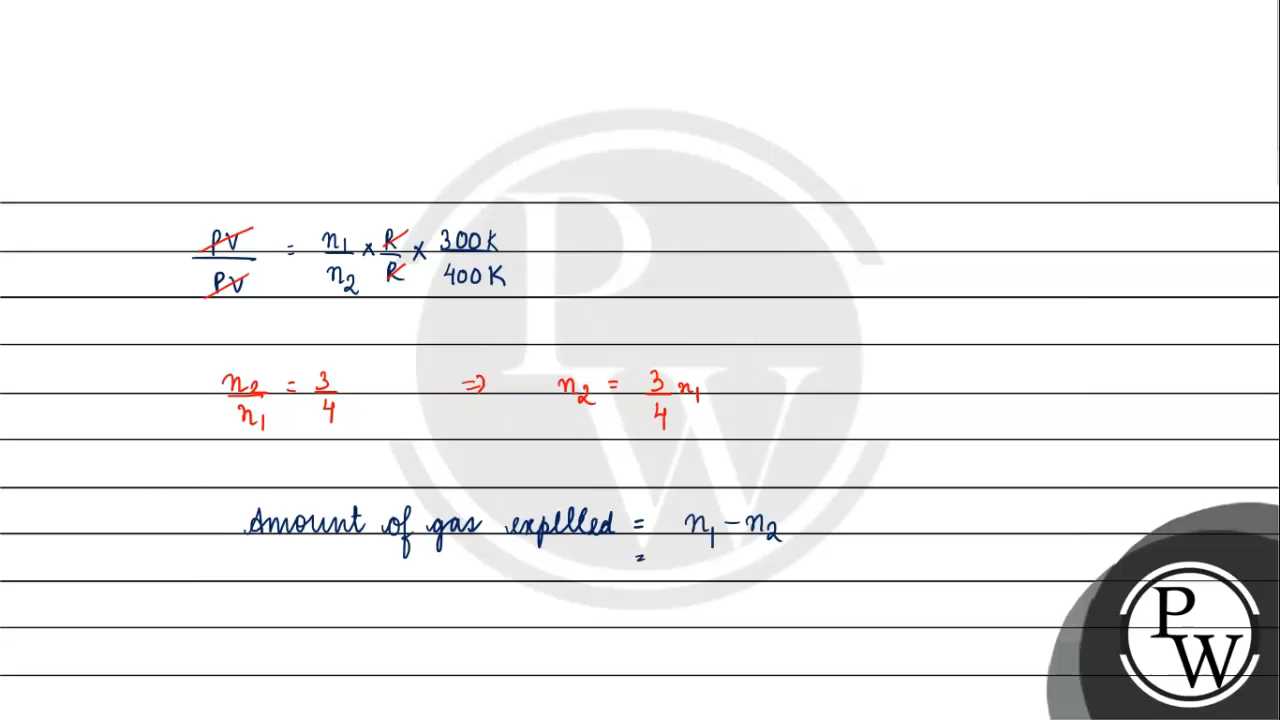 PV/PV = n₁/n₂ × R/R × 300K/400K
n₂/n₁ = 3/4 ⇒ n₂ = 3/4 n₁
Amount of gas expelled = n₁ − n₂
=
P
W
P
W